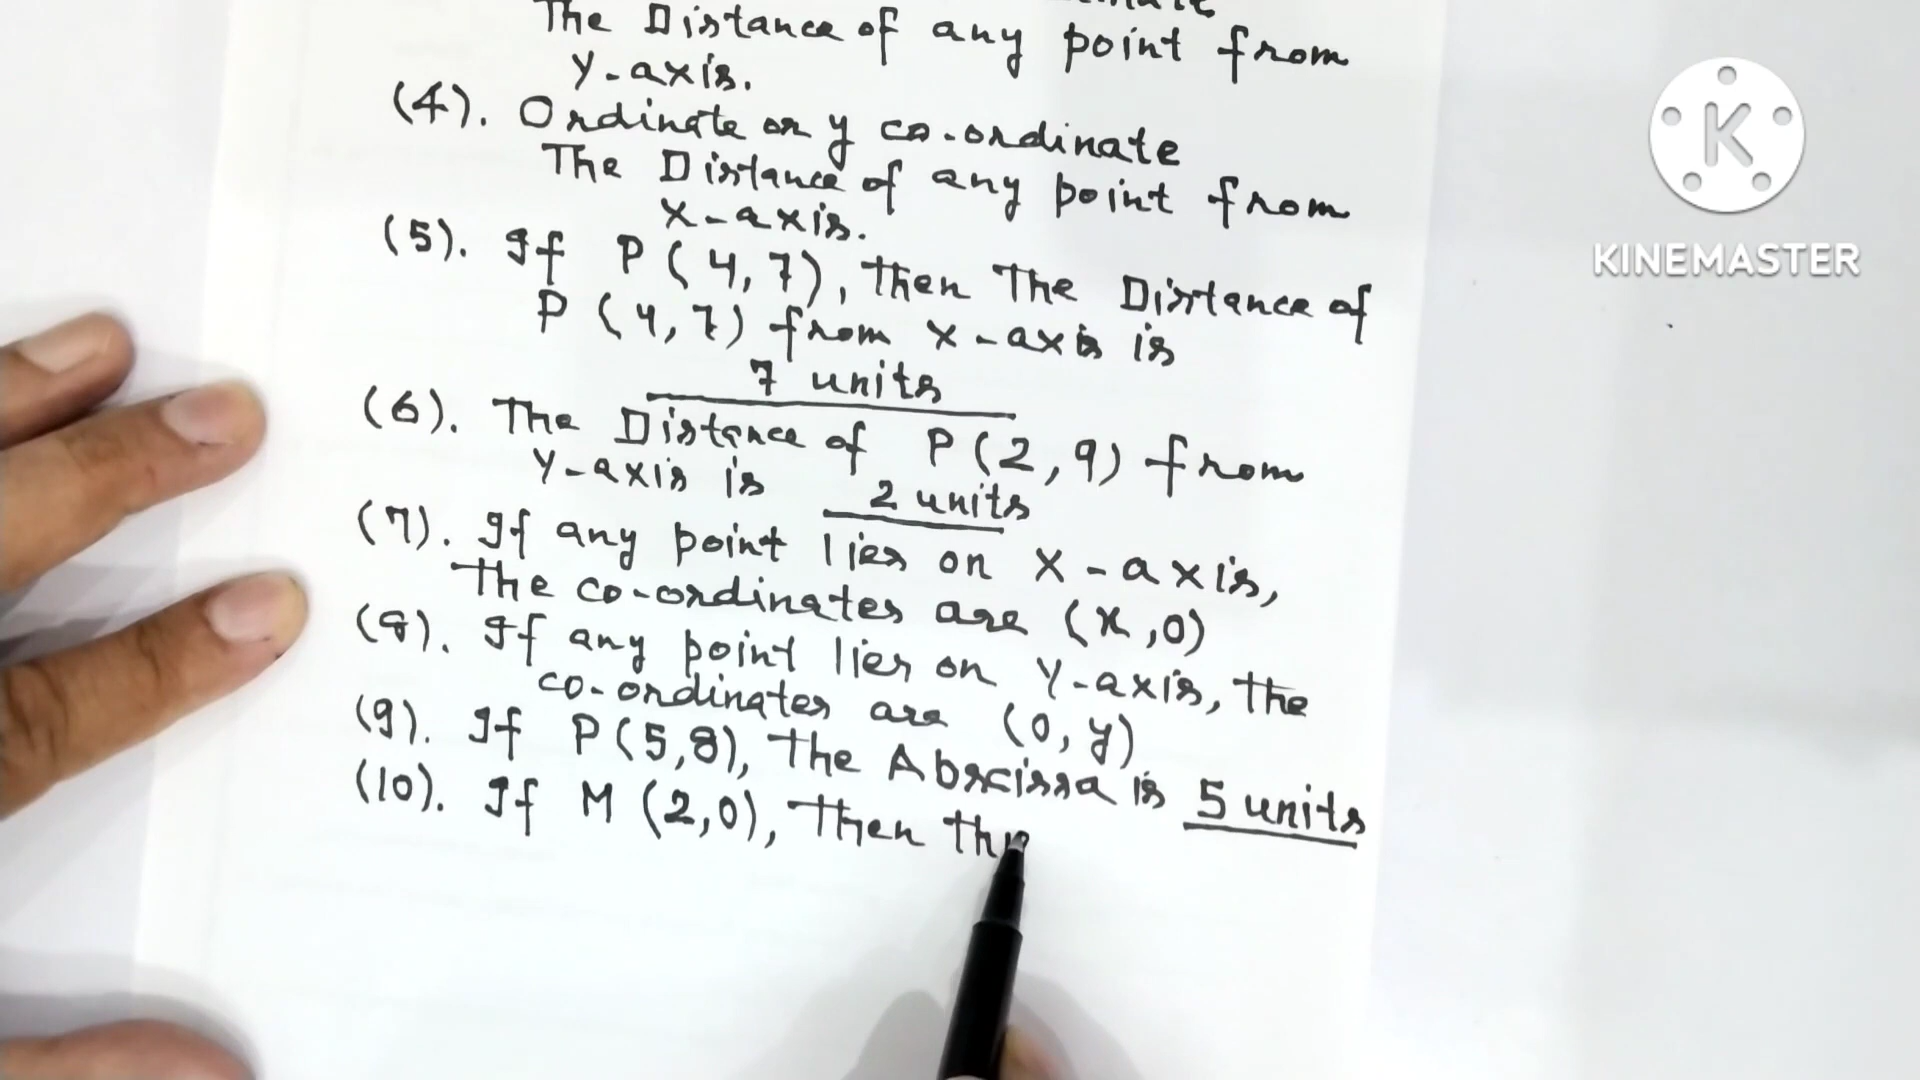 The Distance of any point from
Y-axis.
(4). Ordinate or y co-ordinate
The Distance of any point from
X-axis.
(5). If P(4,7), then The Distance of
P(4,7) from x-axis is
7 units
(6). The Distance of P(2,9) from
Y-axis is 2 units
(7). If any point lies on X-axis,
The co-ordinates are (x,0)
(8). If any point lies on Y-axis, the
co-ordinates are (0,y)
(9). If P(5,8), the Abscissa is 5 units
(10). If M(2,0), Then the
K
KINEMASTER